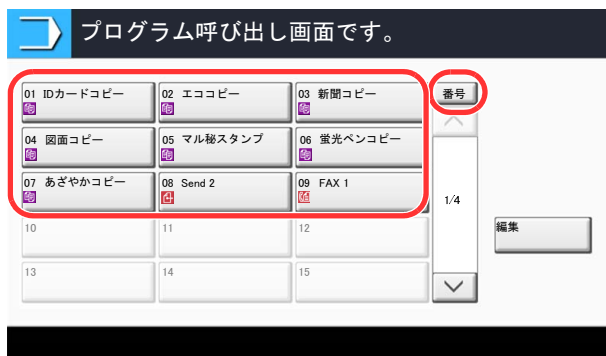 プログラム呼び出し画面です。
01 IDカードコピー
02 エココピー
03 新聞コピー
番号
04 図面コピー
05 マル秘スタンプ
06 蛍光ペンコピー
07 あざやかコピー
08 Send 2
09 FAX 1
1/4
10
11
12
編集
13
14
15